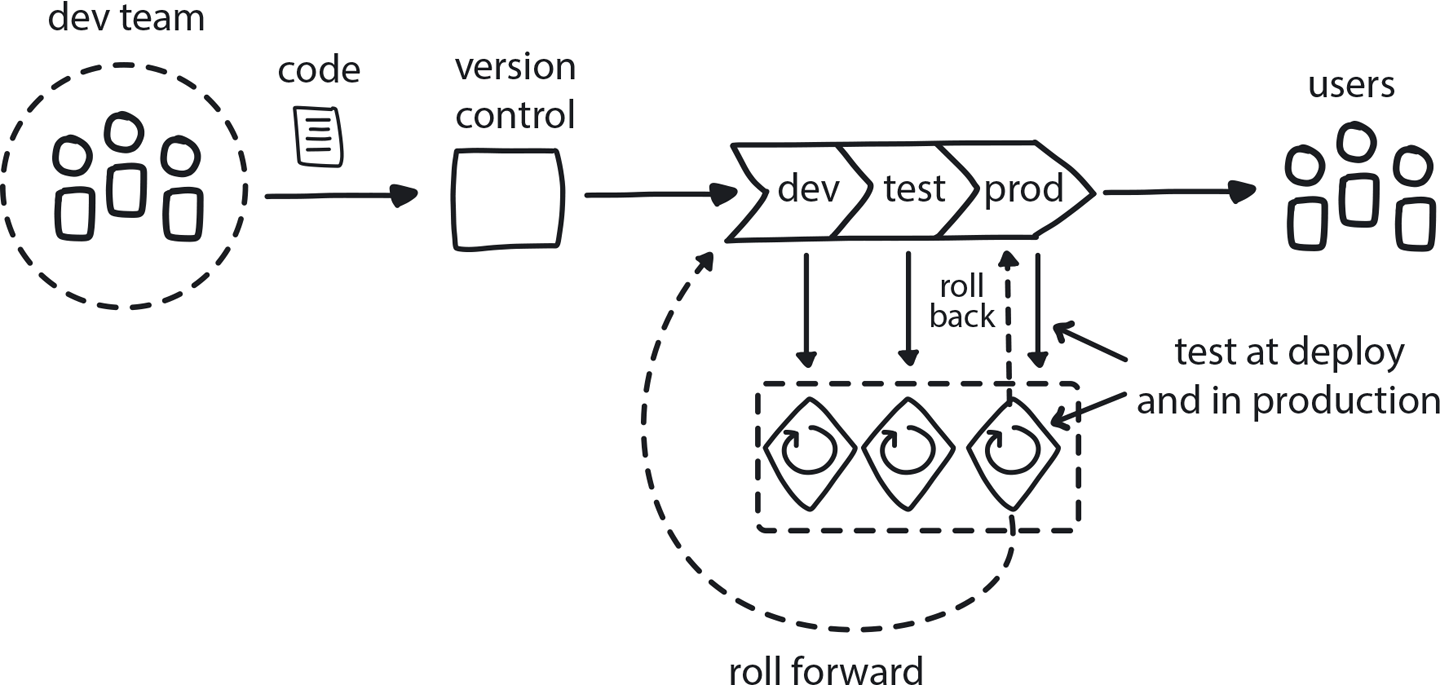 dev team
code
version
control
users
dev
test
prod
roll
back
test at deploy
and in production
roll forward